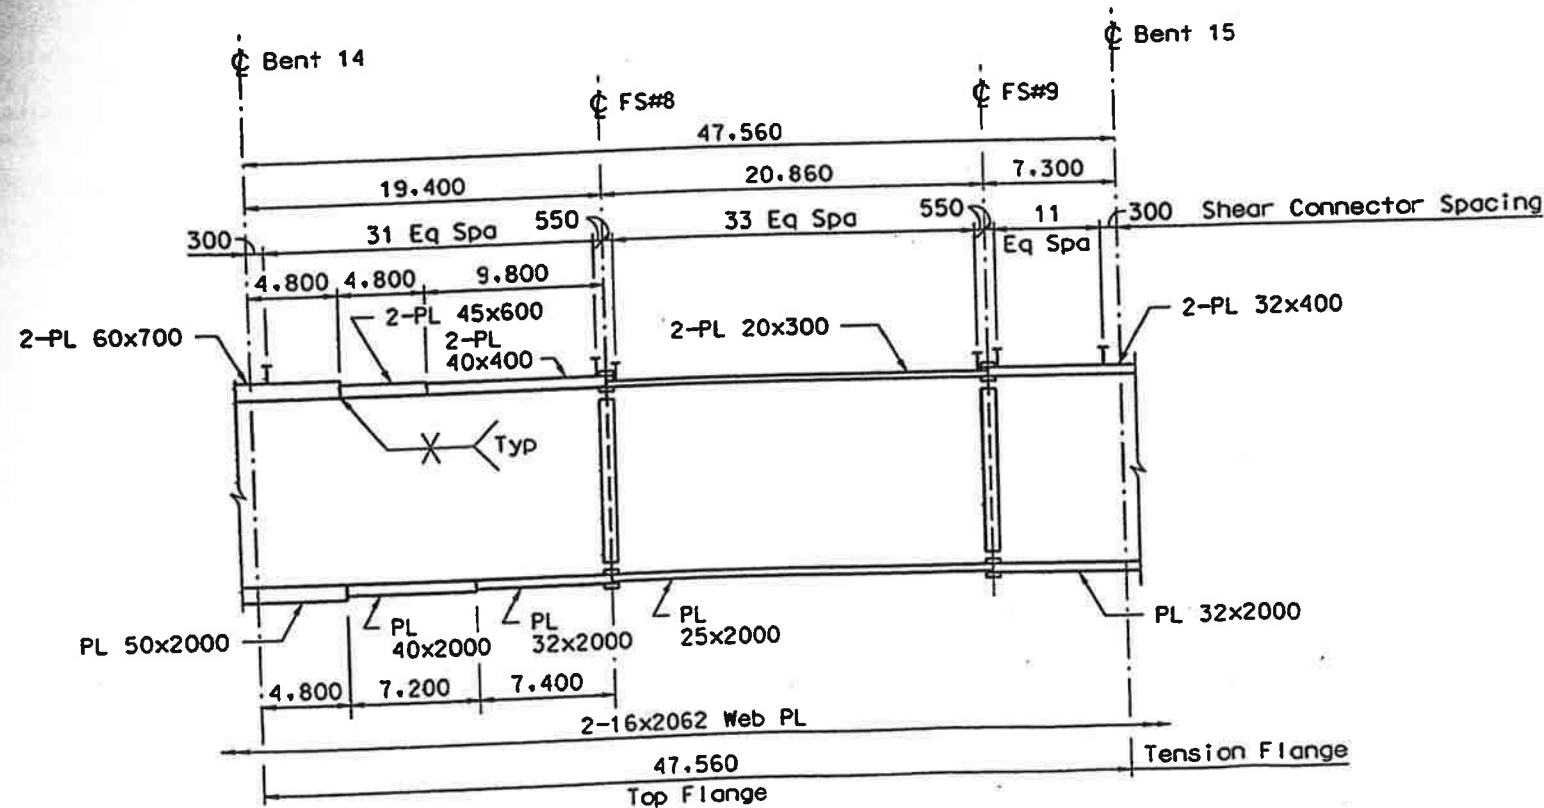 ℄ Bent 14
℄ Bent 15
℄ FS#8
℄ FS#9
47.560
19.400
20.860
7.300
300
31 Eq Spa
550
33 Eq Spa
550
11
Eq Spa
300 Shear Connector Spacing
4.800
4.800
9.800
2-PL 60x700
2-PL 45x600
2-PL
40x400
2-PL 20x300
2-PL 32x400
Typ
PL 50x2000
PL
40x2000
PL
32x2000
PL
25x2000
PL 32x2000
4.800
7.200
7.400
2-16x2062 Web PL
47.560
Tension Flange
Top Flange